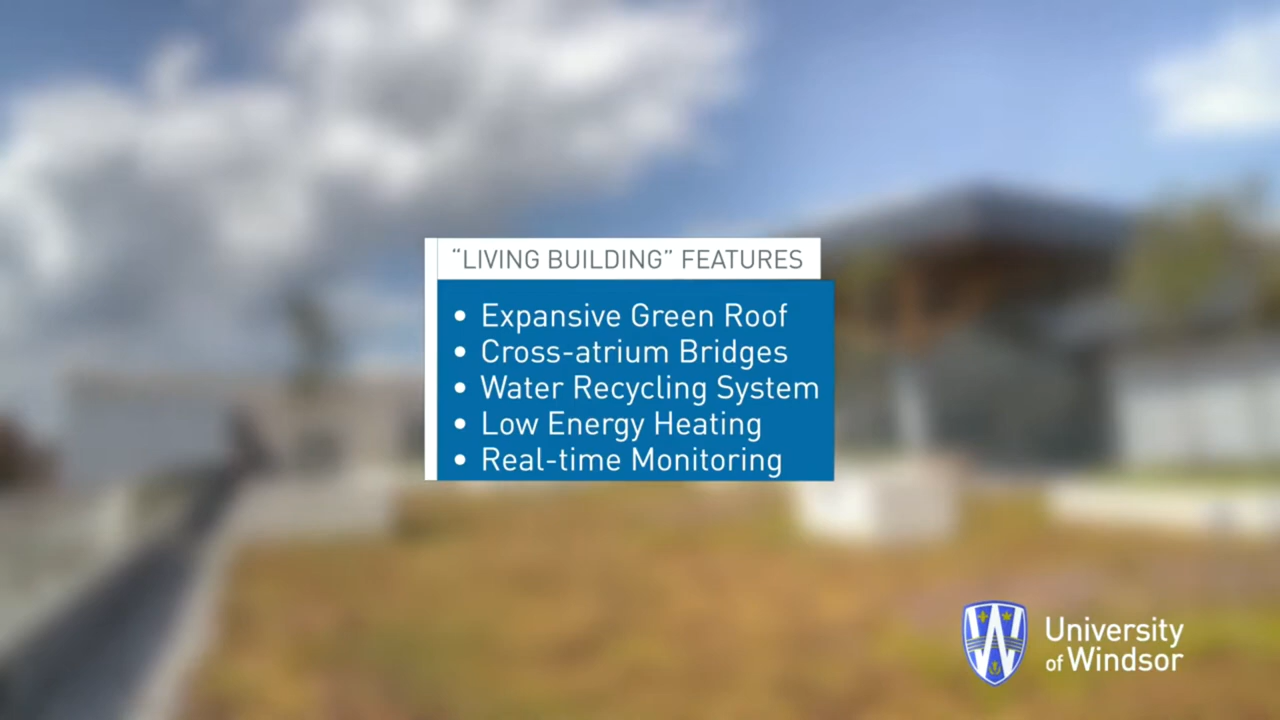 “LIVING BUILDING” FEATURES
• Expansive Green Roof
• Cross-atrium Bridges
• Water Recycling System
• Low Energy Heating
• Real-time Monitoring
University
of Windsor